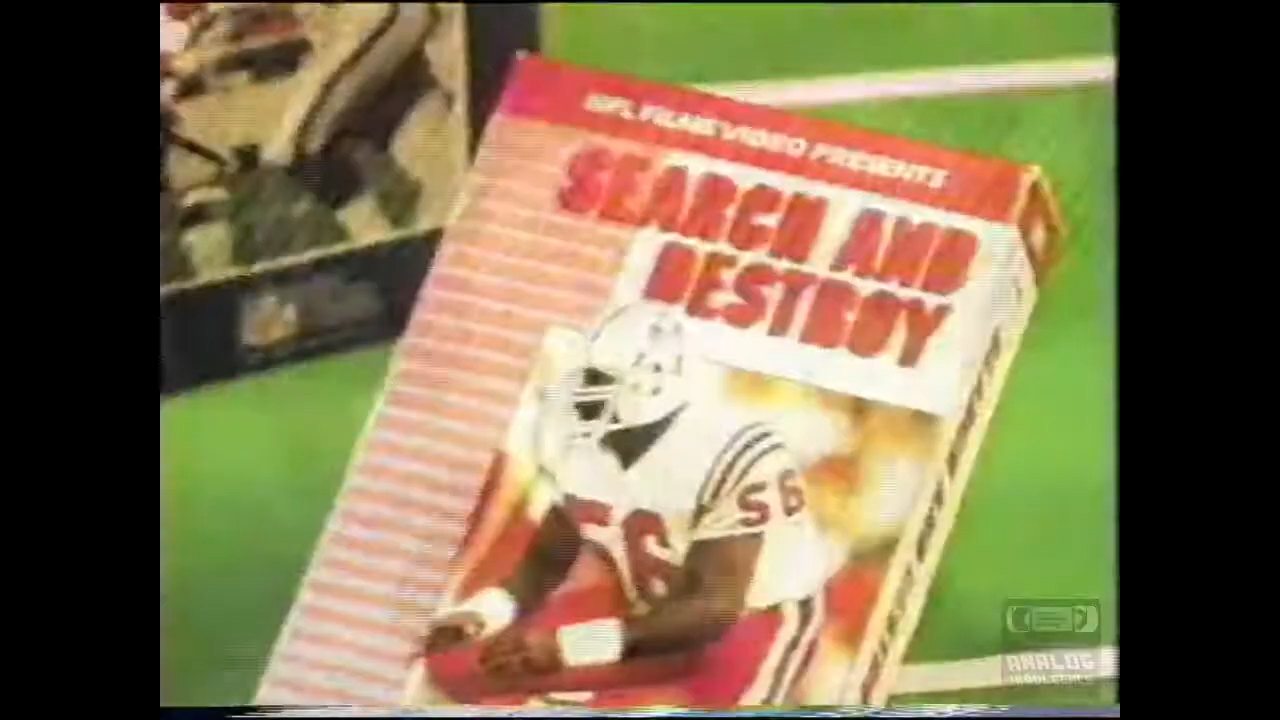 NFL FILMS VIDEO PRESENTS
SEARCH AND
DESTROY
56
56
ANALOG